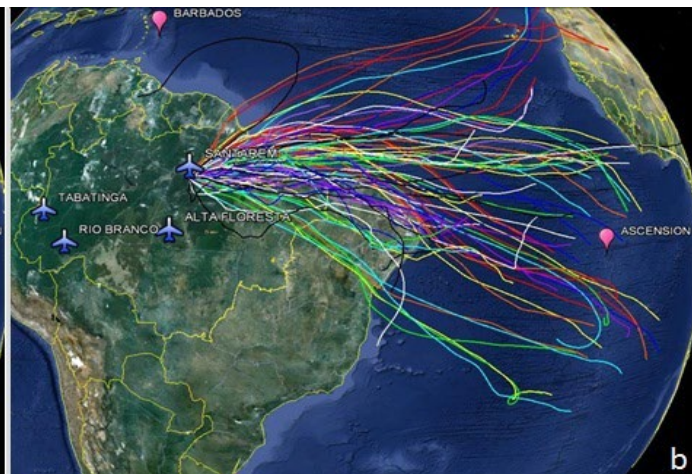 BARBADOS
SANTAREM
TABATINGA
ALTA FLORESTA
RIO BRANCO
ASCENSION
b